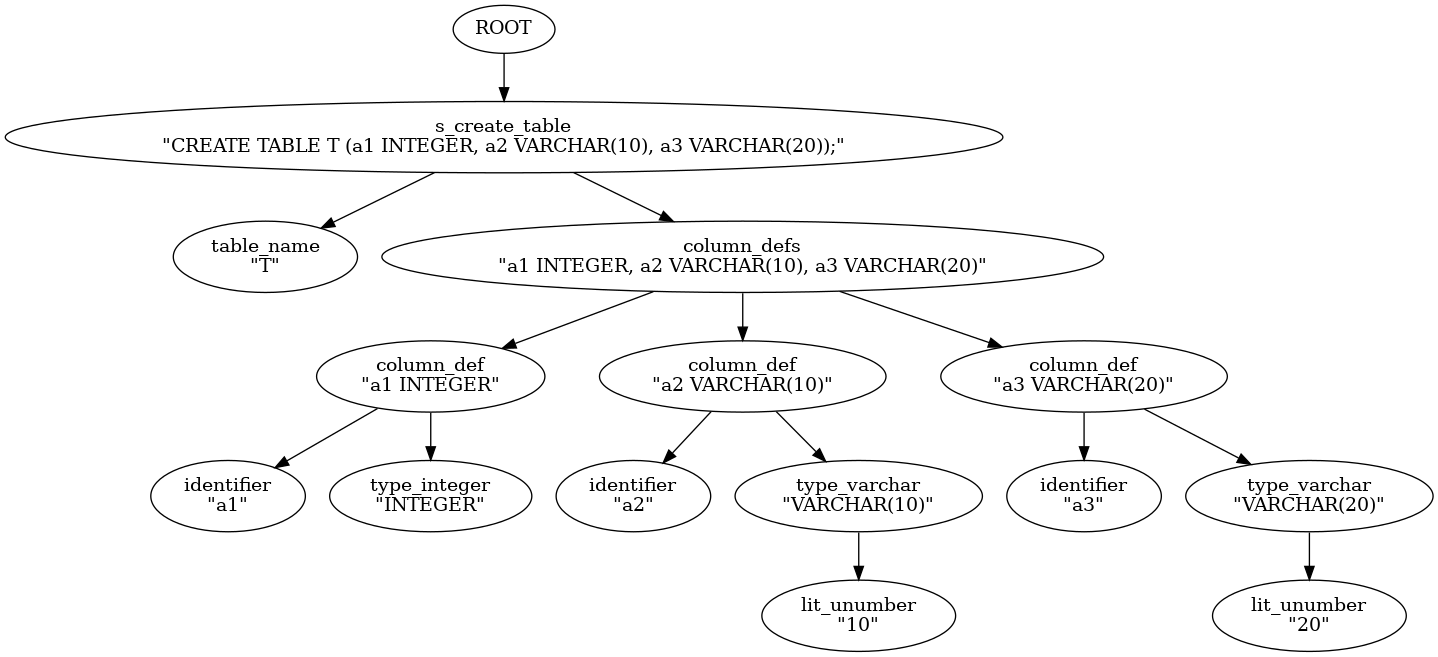 ROOT
s_create_table
"CREATE TABLE T (a1 INTEGER, a2 VARCHAR(10), a3 VARCHAR(20));"
table_name
"T"
column_defs
"a1 INTEGER, a2 VARCHAR(10), a3 VARCHAR(20)"
column_def
"a1 INTEGER"
column_def
"a2 VARCHAR(10)"
column_def
"a3 VARCHAR(20)"
identifier
"a1"
type_integer
"INTEGER"
identifier
"a2"
type_varchar
"VARCHAR(10)"
identifier
"a3"
type_varchar
"VARCHAR(20)"
lit_unumber
"10"
lit_unumber
"20"